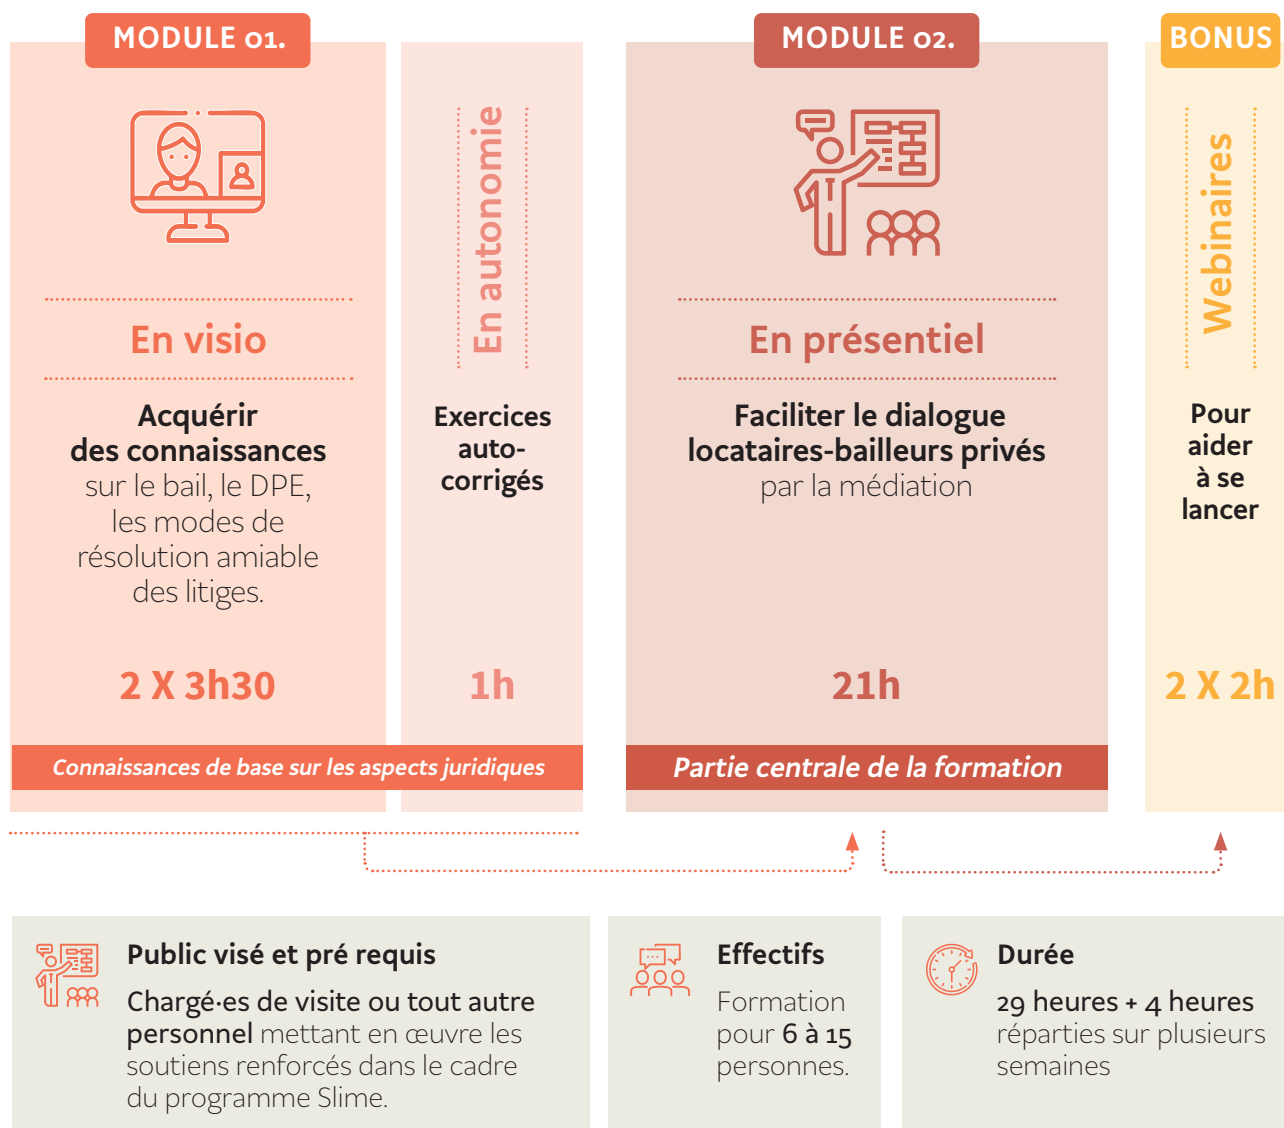 MODULE 01.
En visio
Acquérir
des connaissances
sur le bail, le DPE,
les modes de
résolution amiable
des litiges.
2 X 3h30
En autonomie
Exercices
auto-
corrigés
1h
Connaissances de base sur les aspects juridiques
MODULE 02.
En présentiel
Faciliter le dialogue
locataires-bailleurs privés
par la médiation
21h
Partie centrale de la formation
BONUS
Webinaires
Pour
aider
à se
lancer
2 X 2h
Public visé et pré requis
Chargé·es de visite ou tout autre
personnel mettant en œuvre les
soutiens renforcés dans le cadre
du programme Slime.
Effectifs
Formation
pour 6 à 15
personnes.
Durée
29 heures + 4 heures
réparties sur plusieurs
semaines